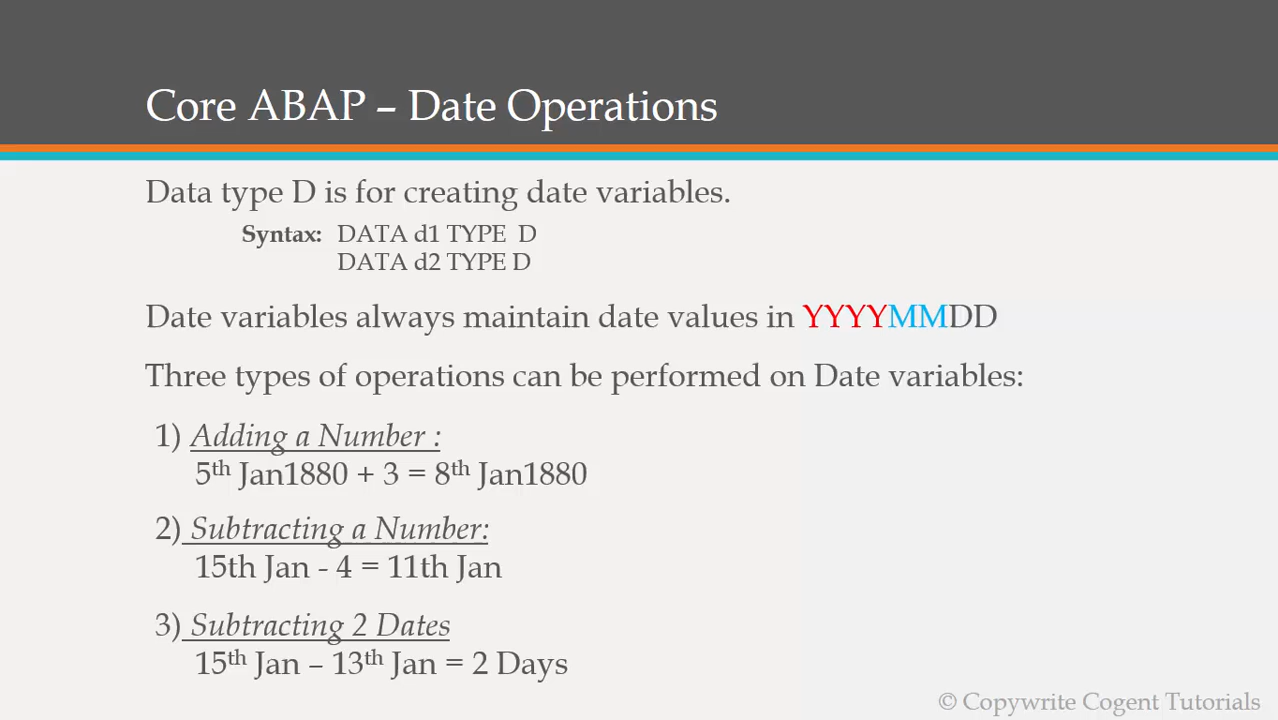 Core ABAP – Date Operations
Data type D is for creating date variables.
Syntax: DATA d1 TYPE D
DATA d2 TYPE D
Date variables always maintain date values in YYYYMMDD
Three types of operations can be performed on Date variables:
1) Adding a Number :
5th Jan1880 + 3 = 8th Jan1880
2) Subtracting a Number:
15th Jan - 4 = 11th Jan
3) Subtracting 2 Dates
15th Jan – 13th Jan = 2 Days
© Copywrite Cogent Tutorials